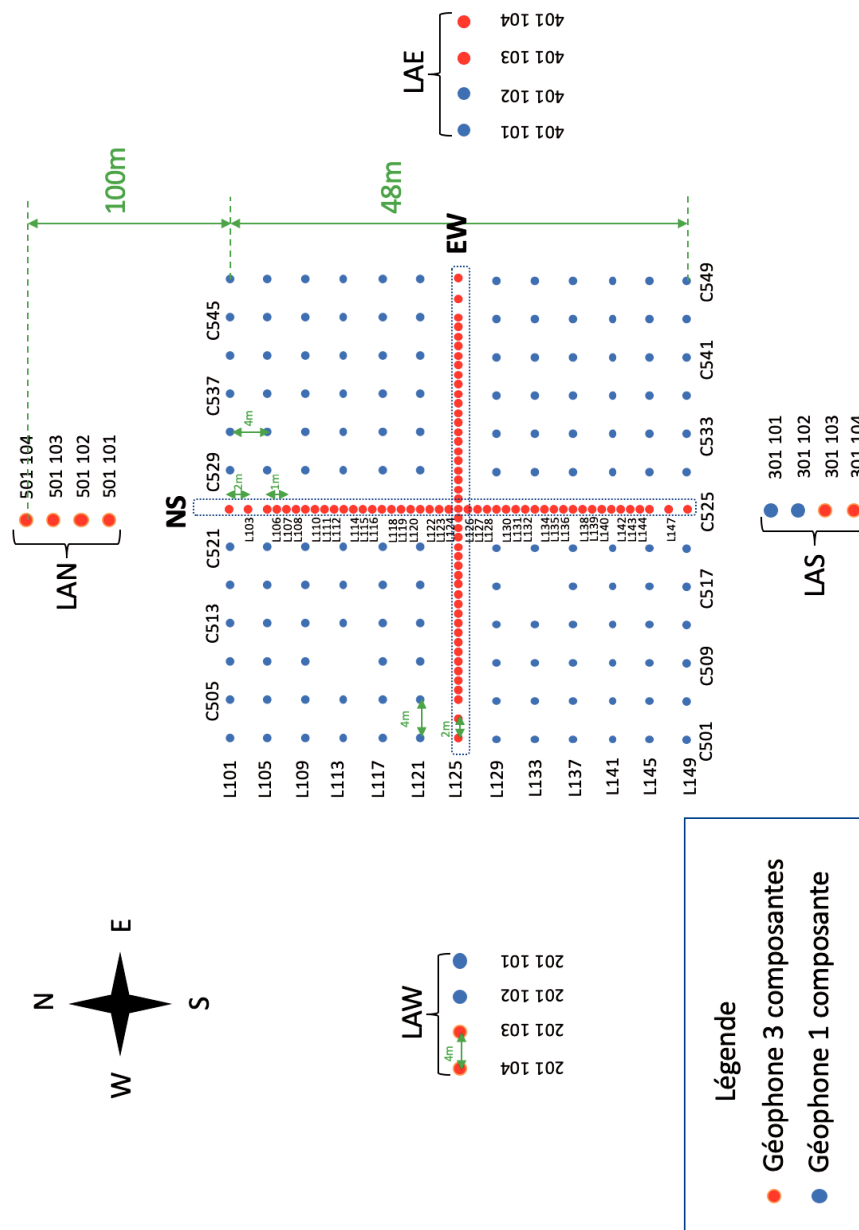 N
E
S
W
501 104
501 103
501 102
501 101
LAN
100m
48m
NS
EW
LAE
401 101
401 102
401 103
401 104
LAW
201 104
201 103
201 102
201 101
4m
LAS
301 101
301 102
301 103
301 104
C505
C513
C521
C529
C537
C545
4m
2m
1m
4m
2m
L101
L105
L109
L113
L117
L121
L125
L129
L133
L137
L141
L145
L149
L103
L106
L107
L108
L110
L111
L112
L114
L115
L116
L118
L119
L120
L122
L123
L124
L126
L127
L128
L130
L131
L132
L134
L135
L136
L138
L139
L140
L142
L143
L144
L147
C501
C509
C517
C525
C533
C541
C549
Légende
Géophone 3 composantes
Géophone 1 composante